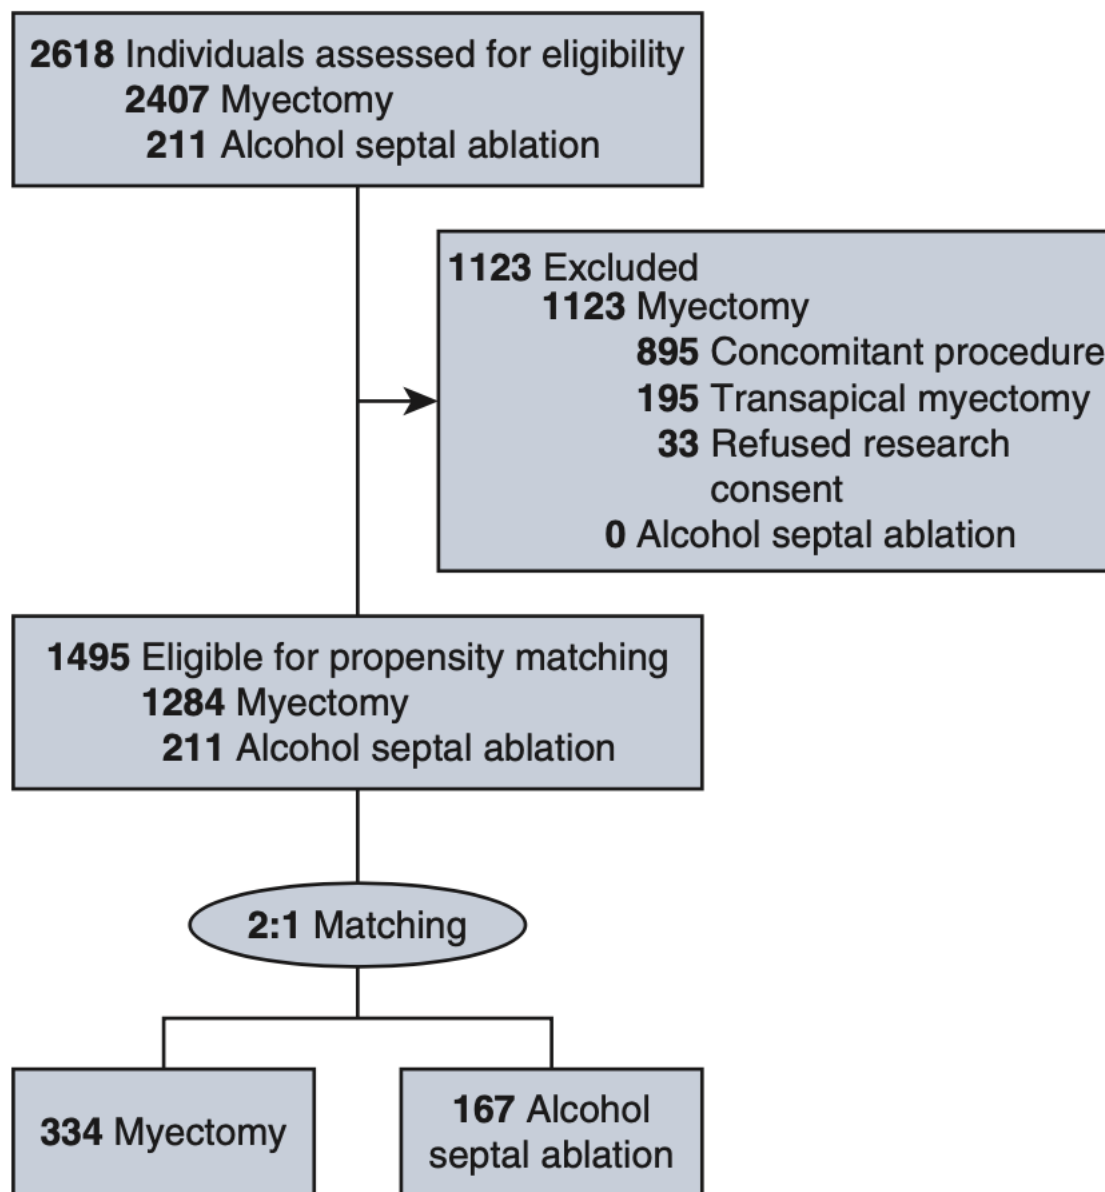 2618 Individuals assessed for eligibility
2407 Myectomy
211 Alcohol septal ablation
1123 Excluded
1123 Myectomy
895 Concomitant procedure
195 Transapical myectomy
33 Refused research
consent
0 Alcohol septal ablation
1495 Eligible for propensity matching
1284 Myectomy
211 Alcohol septal ablation
2:1 Matching
334 Myectomy
167 Alcohol
septal ablation